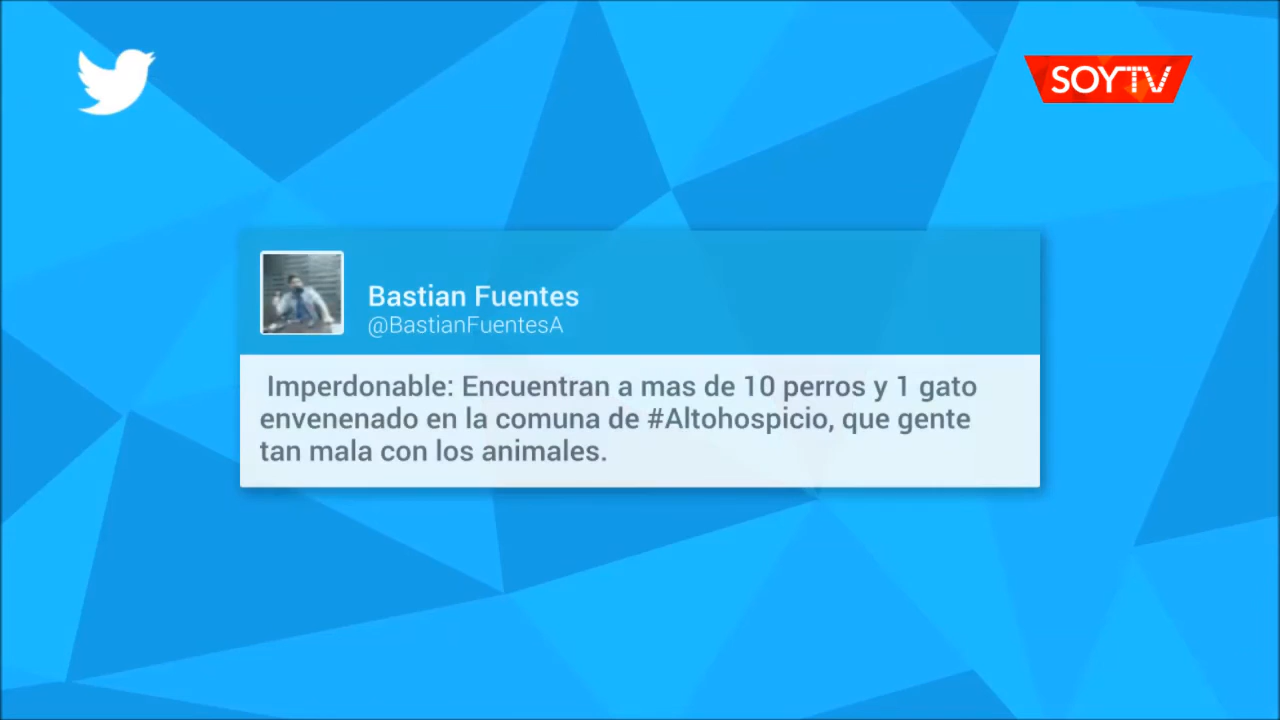 SOYTV
Bastian Fuentes
@BastianFuentesA
Imperdonable: Encuentran a mas de 10 perros y 1 gato
envenenado en la comuna de #Altohospicio, que gente
tan mala con los animales.